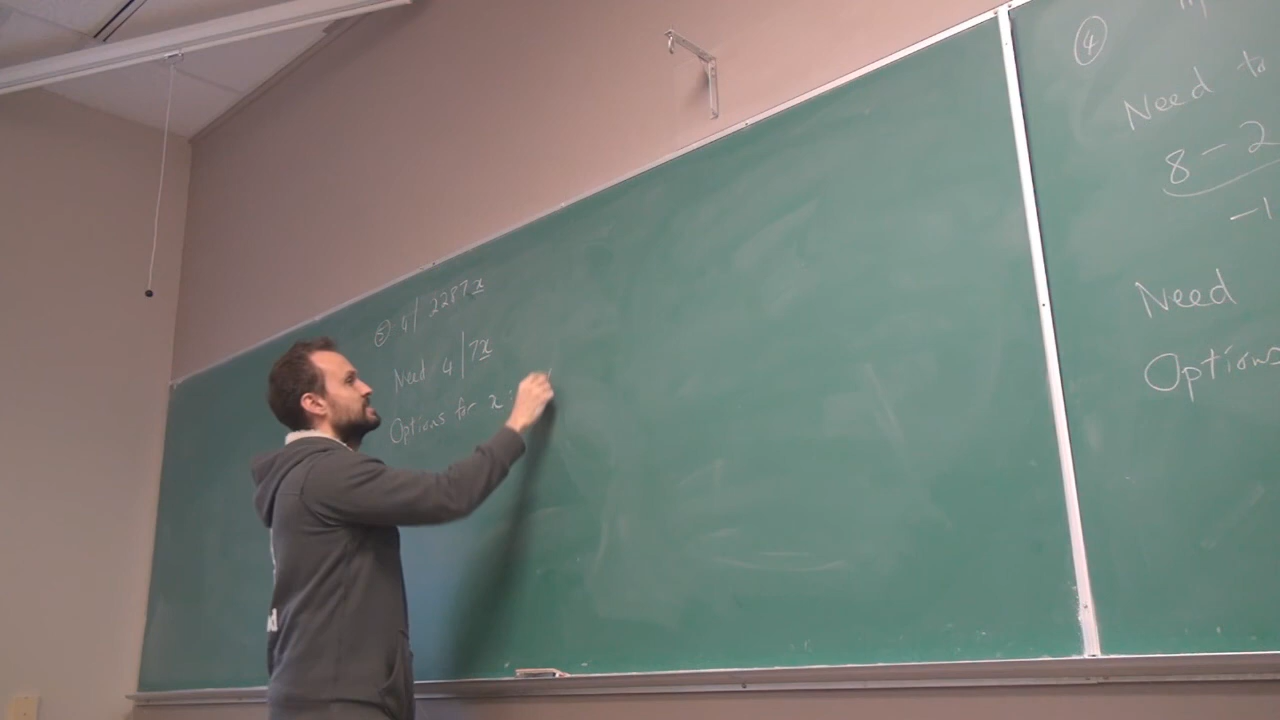 ⑤ 4 | 2287x
Need 4 | 7x
Options for x :
④
Need to
8 - 2
-1
Need
Options